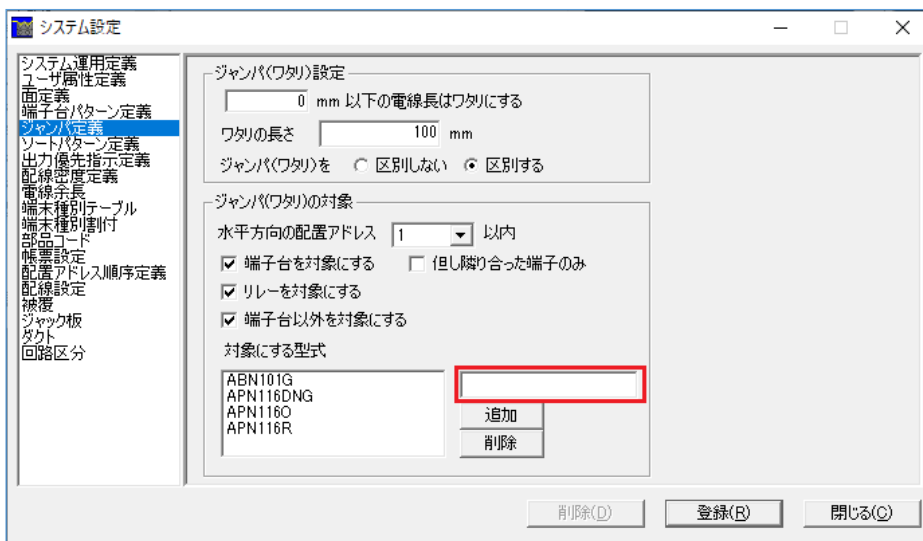 システム設定
システム運用定義
ユーザ属性定義
面定義
端子台パターン定義
ジャンパ定義
ソートパターン定義
出力優先指示定義
配線密度定義
電線余長
端末種別テーブル
端末種別割付
部品コード
帳票設定
配置アドレス順序定義
配線設定
被覆
ジャック板
ダクト
回路区分
ジャンパ(ワタリ)設定
0 mm 以下の電線長はワタリにする
ワタリの長さ 100 mm
ジャンパ(ワタリ)を 区別しない 区別する
ジャンパ(ワタリ)の対象
水平方向の配置アドレス 1 以内
端子台を対象にする 但し隣り合った端子のみ
リレーを対象にする
端子台以外を対象にする
対象にする型式
ABN101G
APN116DNG
APN116O
APN116R
追加
削除
削除(D) 登録(R) 閉じる(C)